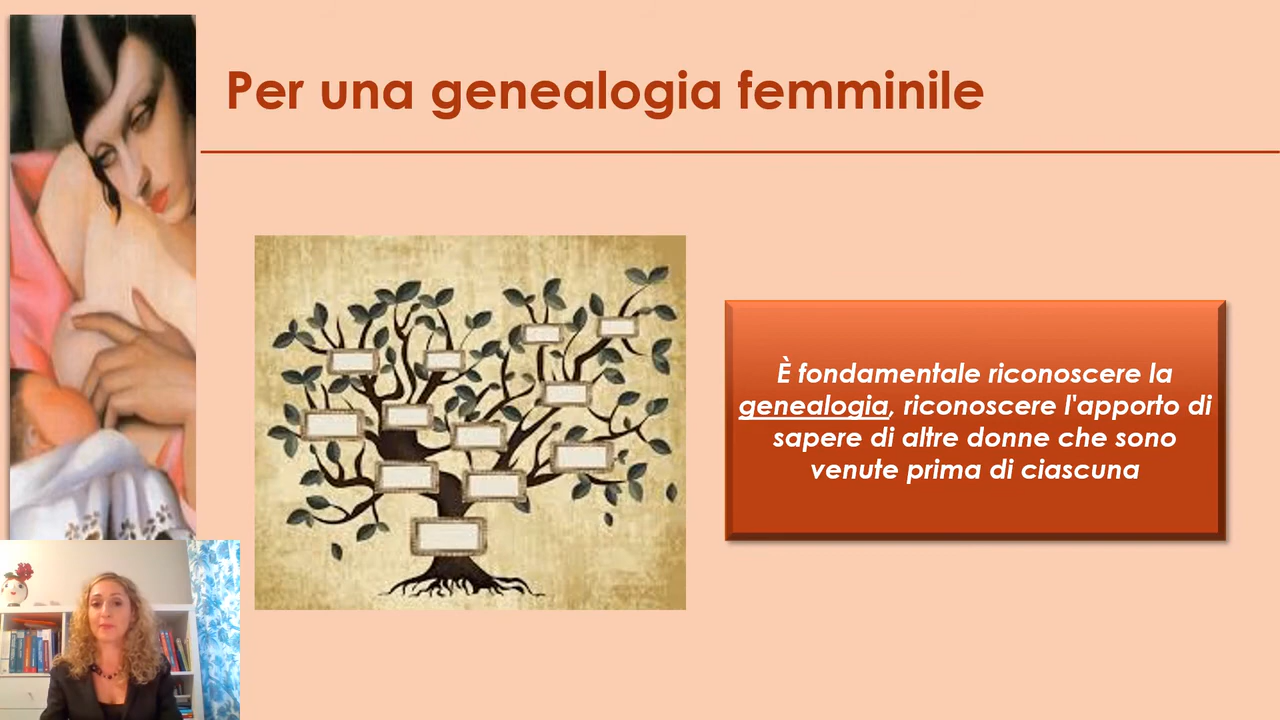 Per una genealogia femminile
È fondamentale riconoscere la
genealogia, riconoscere l'apporto di
sapere di altre donne che sono
venute prima di ciascuna